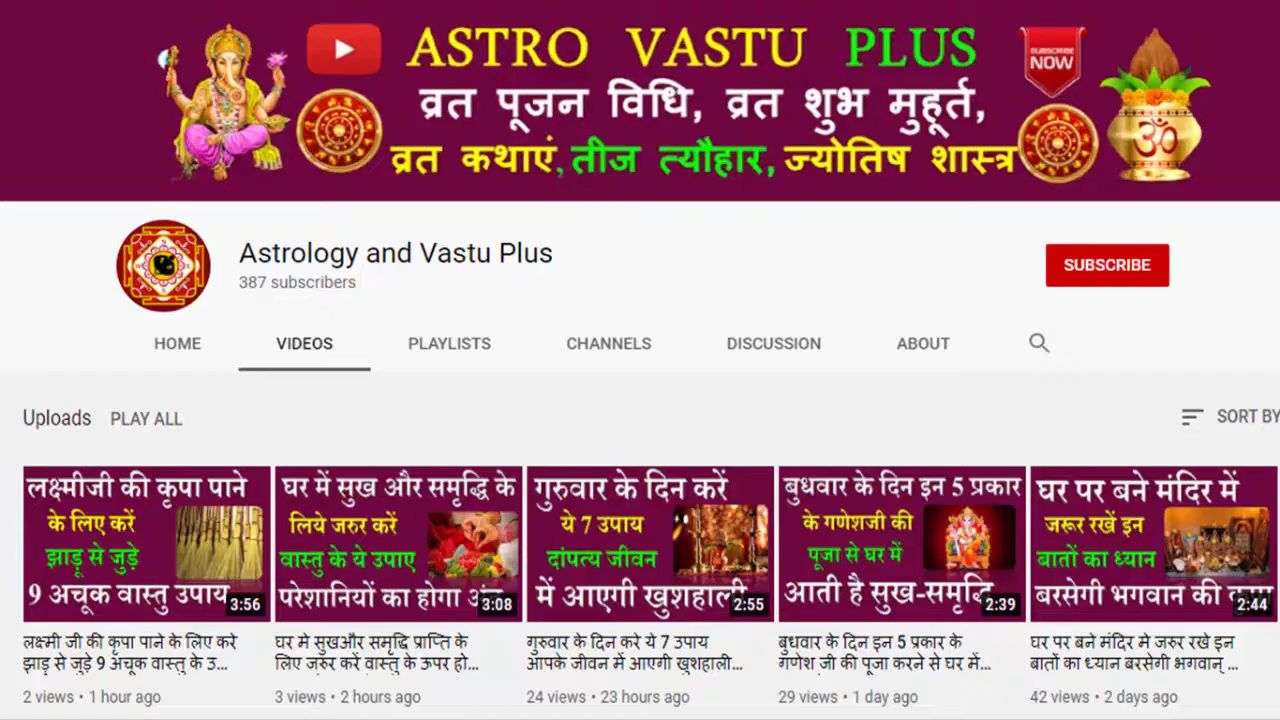 ASTRO VASTU PLUS
SUBSCRIBE
NOW
व्रत पूजन विधि, व्रत शुभ मुहूर्त,
व्रत कथाएं, तीज त्यौहार, ज्योतिष शास्त्र
ॐ
Astrology and Vastu Plus
387 subscribers
SUBSCRIBE
HOME VIDEOS PLAYLISTS CHANNELS DISCUSSION ABOUT
Uploads PLAY ALL SORT BY
लक्ष्मीजी की कृपा पाने
के लिए करें
झाड़ू से जुड़े
9 अचूक वास्तु उपाय
3:56
घर में सुख और समृद्धि के
लिये जरुर करें
वास्तु के ये उपाए
परेशानियों का होगा
3:08
गुरुवार के दिन करें
ये 7 उपाय
दांपत्य जीवन
में आएगी खुशहाली
2:55
बुधवार के दिन इन 5 प्रकार
के गणेशजी की
पूजा से घर में
आती है सुख-समृद्धि
2:39
घर पर बने मंदिर में
जरूर रखें इन
बातों का ध्यान
बरसेगी भगवान की
2:44
लक्ष्मी जी की कृपा पाने के लिए करे
झाड़ू से जुड़े 9 अचूक वास्तु के उ...
2 views • 1 hour ago
घर मे सुखऔर समृद्धि प्राप्ति के
लिए जरुर करें वास्तु के ऊपर हो...
3 views • 2 hours ago
गुरुवार के दिन करे ये 7 उपाय
आपके जीवन में आएगी खुशहाली...
24 views • 23 hours ago
बुधवार के दिन इन 5 प्रकार के
गणेश जी की पूजा करने से घर में...
29 views • 1 day ago
घर पर बने मंदिर मे जरुर रखे इन
बातों का ध्यान बरसेगी भगवान् ...
42 views • 2 days ago